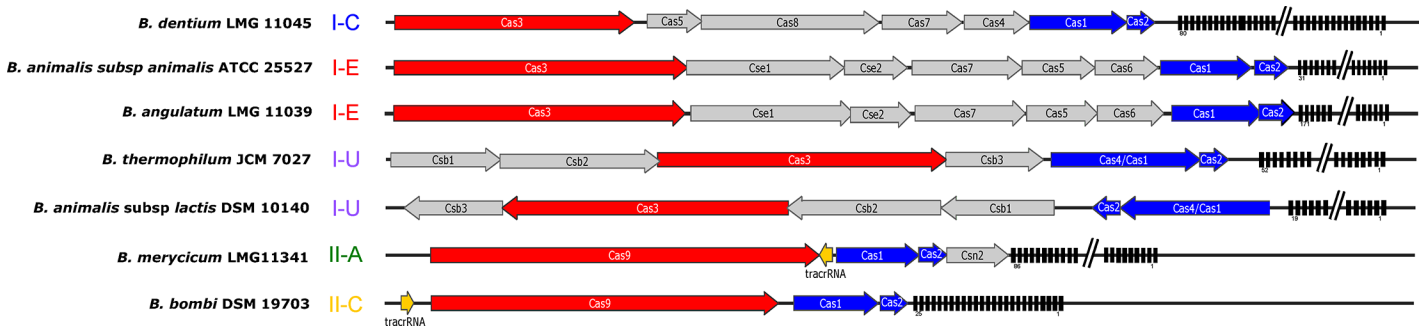 B. dentium LMG 11045 I-C Cas3 Cas5 Cas8 Cas7 Cas4 Cas1 Cas2
80 1
B. animalis subsp animalis ATCC 25527 I-E Cas3 Cse1 Cse2 Cas7 Cas5 Cas6 Cas1 Cas2
31 1
B. angulatum LMG 11039 I-E Cas3 Cse1 Cse2 Cas7 Cas5 Cas6 Cas1 Cas2
171 1
B. thermophilum JCM 7027 I-U Csb1 Csb2 Cas3 Csb3 Cas4/Cas1 Cas2
52 1
B. animalis subsp lactis DSM 10140 I-U Csb3 Cas3 Csb2 Csb1 Cas2 Cas4/Cas1
19 1
B. merycicum LMG11341 II-A Cas9 Cas1 Cas2 Csn2
tracrRNA 86 1
B. bombi DSM 19703 II-C Cas9 Cas1 Cas2
tracrRNA 25 1